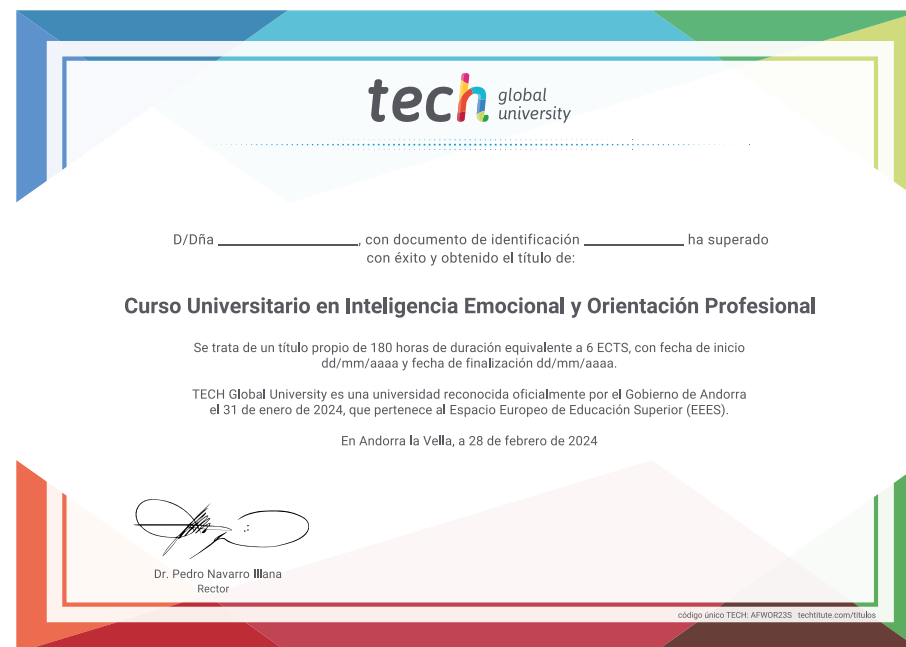 tech global university
D/Dña ____________________, con documento de identificación ______________ ha superado
con éxito y obtenido el título de:
Curso Universitario en Inteligencia Emocional y Orientación Profesional
Se trata de un título propio de 180 horas de duración equivalente a 6 ECTS, con fecha de inicio
dd/mm/aaaa y fecha de finalización dd/mm/aaaa.
TECH Global University es una universidad reconocida oficialmente por el Gobierno de Andorra
el 31 de enero de 2024, que pertenece al Espacio Europeo de Educación Superior (EEES).
En Andorra la Vella, a 28 de febrero de 2024
Dr. Pedro Navarro Illana
Rector
código único TECH: AFWOR23S techtitute.com/titulos